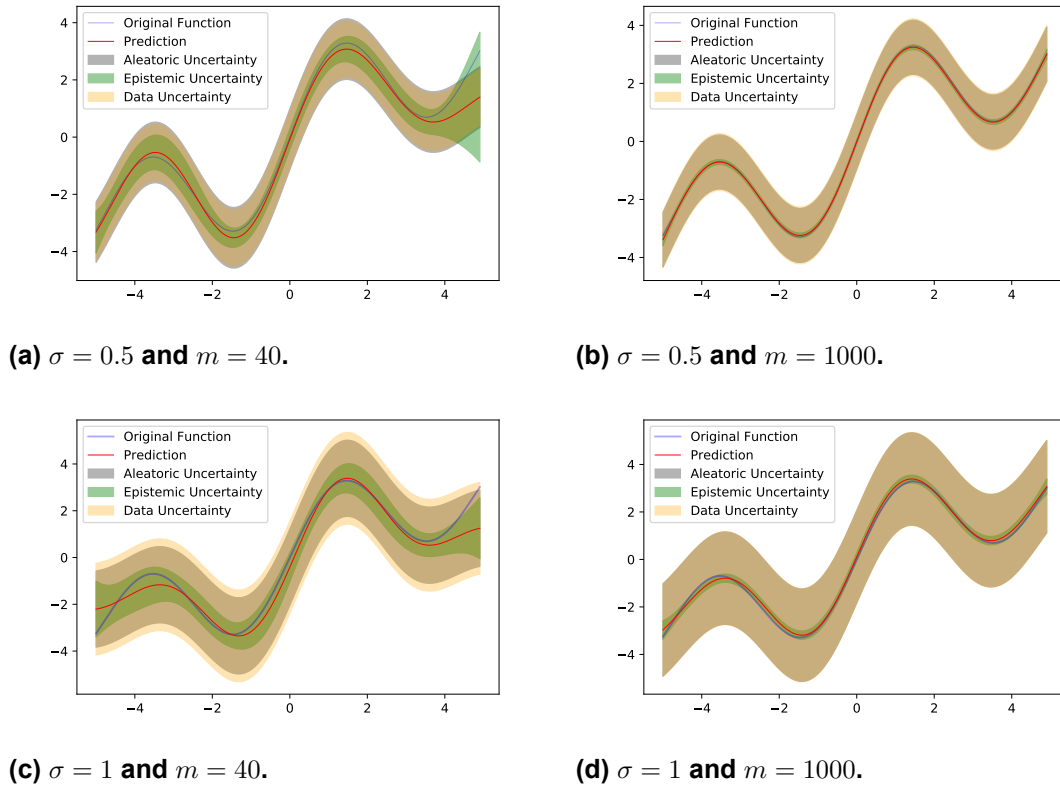 Original Function
Prediction
Aleatoric Uncertainty
Epistemic Uncertainty
Data Uncertainty
4
2
0
−2
−4
−4 −2 0 2 4
(a) σ = 0.5 and m = 40.
Original Function
Prediction
Aleatoric Uncertainty
Epistemic Uncertainty
Data Uncertainty
4
2
0
−2
−4
−4 −2 0 2 4
(b) σ = 0.5 and m = 1000.
Original Function
Prediction
Aleatoric Uncertainty
Epistemic Uncertainty
Data Uncertainty
4
2
0
−2
−4
−4 −2 0 2 4
(c) σ = 1 and m = 40.
Original Function
Prediction
Aleatoric Uncertainty
Epistemic Uncertainty
Data Uncertainty
4
2
0
−2
−4
−4 −2 0 2 4
(d) σ = 1 and m = 1000.